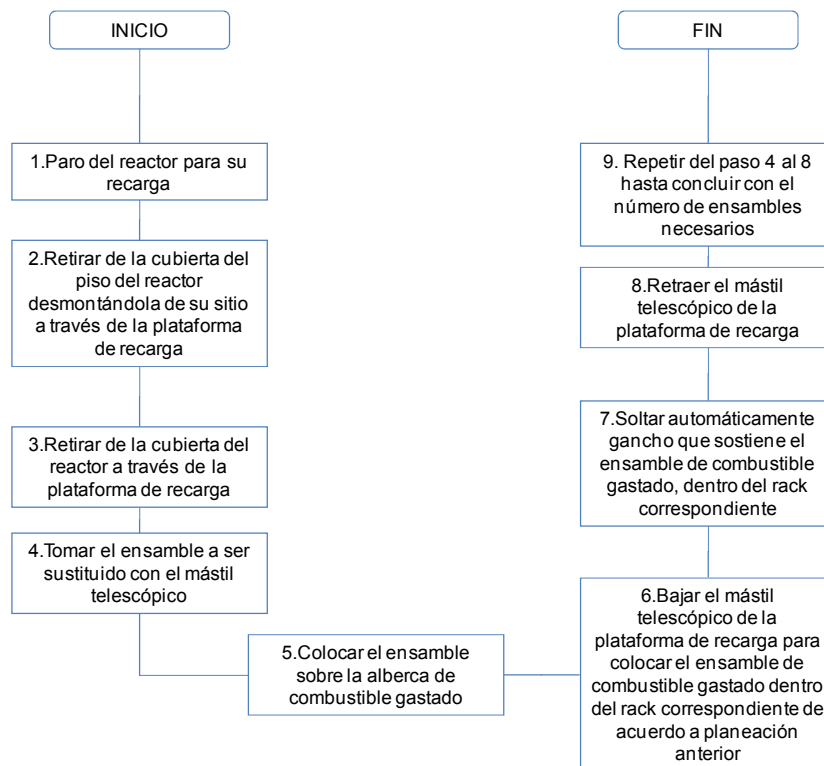 INICIO
1.Paro del reactor para su
recarga
2.Retirar de la cubierta del
piso del reactor
desmontándola de su sitio
a través de la plataforma
de recarga
3.Retirar de la cubierta del
reactor a través de la
plataforma de recarga
4.Tomar el ensamble a ser
sustituido con el mástil
telescópico
5.Colocar el ensamble
sobre la alberca de
combustible gastado
6.Bajar el mástil
telescópico de la
plataforma de recarga para
colocar el ensamble de
combustible gastado dentro
del rack correspondiente de
acuerdo a planeación
anterior
7.Soltar automáticamente
gancho que sostiene el
ensamble de combustible
gastado, dentro del rack
correspondiente
8.Retraer el mástil
telescópico de la
plataforma de recarga
9. Repetir del paso 4 al 8
hasta concluir con el
número de ensambles
necesarios
FIN